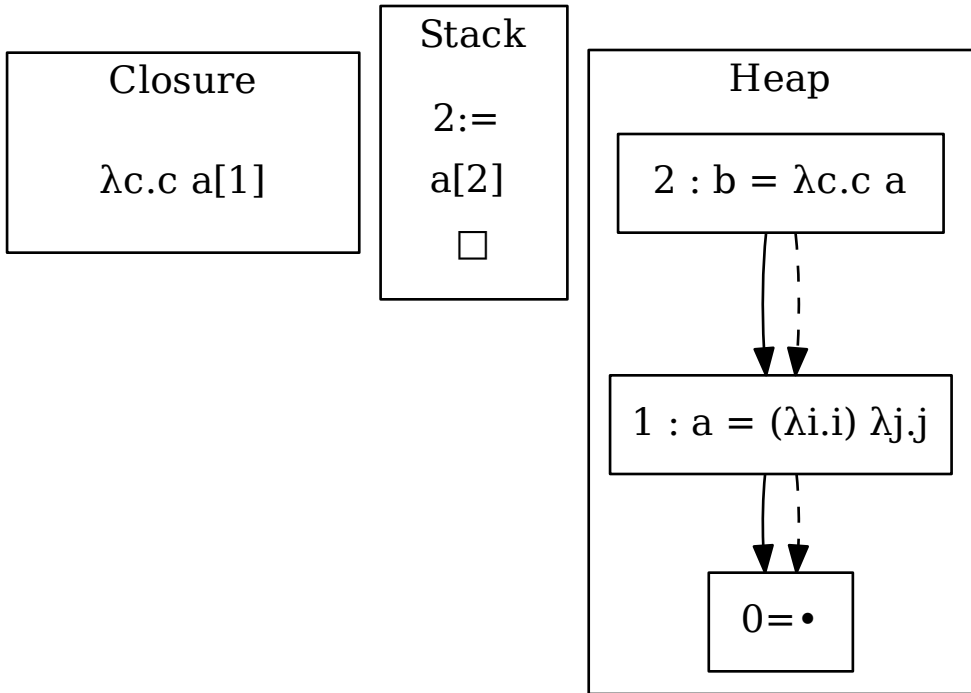 Closure
λc.c a[1]
Stack
2:=
a[2]
□
Heap
2 : b = λc.c a
1 : a = (λi.i) λj.j
0=•